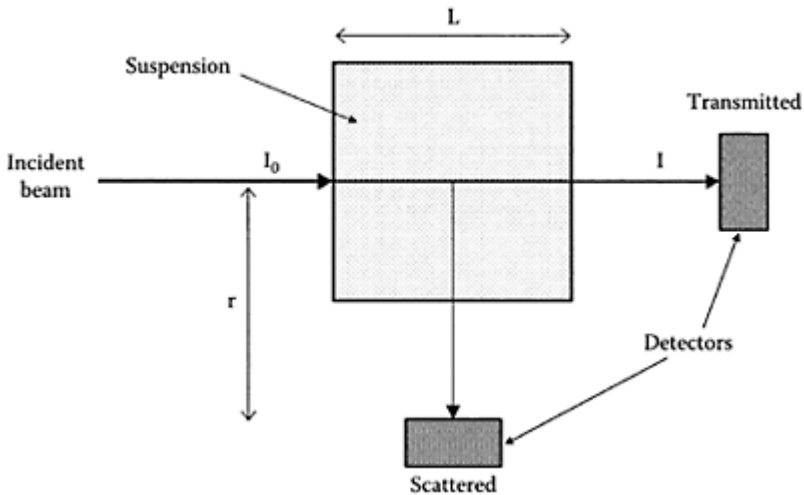 L
Suspension
Transmitted
Incident
beam
I₀
I
r
Detectors
Scattered